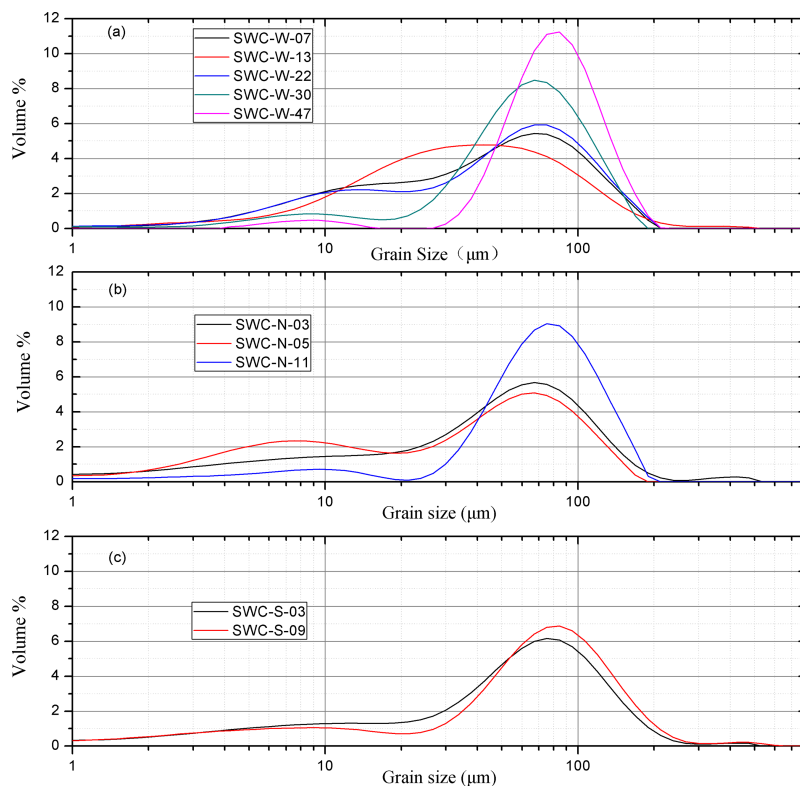 (a)
SWC-W-07
SWC-W-13
SWC-W-22
SWC-W-30
SWC-W-47
12
10
8
6
4
2
0
Volume %
1
10
100
Grain Size（μm）
(b)
SWC-N-03
SWC-N-05
SWC-N-11
12
10
8
6
4
2
0
Volume %
1
10
100
Grain size (μm)
(c)
SWC-S-03
SWC-S-09
12
10
8
6
4
2
0
Volume %
1
10
100
Grain size (μm)